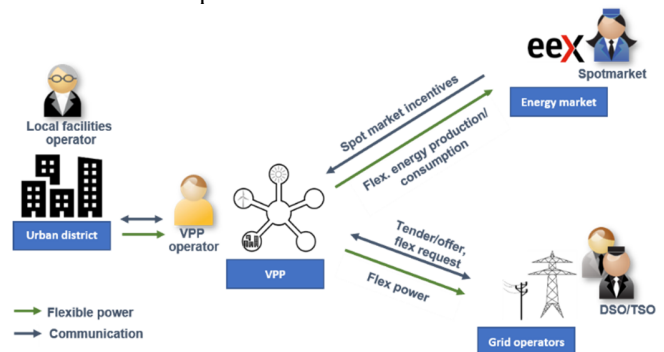 eex
Spotmarket
Energy market
Local facilities
operator
Urban district
VPP
operator
VPP
Spot market incentives
Flex. energy production/
consumption
Tender/offer,
flex request
Flex power
DSO/TSO
Grid operators
Flexible power
Communication